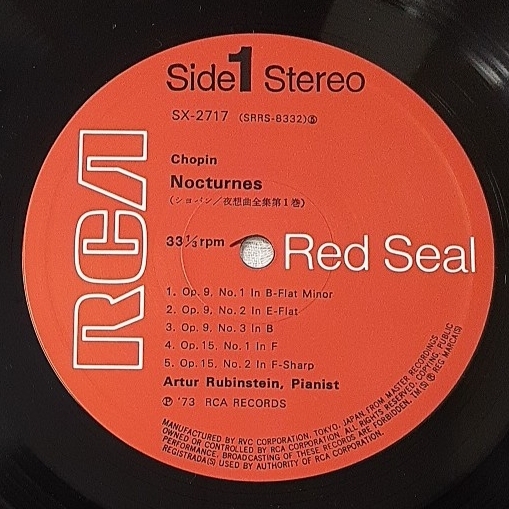 Side 1 Stereo
SX-2717 (SRRS-8332)Ⓢ
Chopin
Nocturnes
(ショパン/夜想曲全集第1巻)
33⅓rpm
RCA
Red Seal
1. Op. 9, No. 1 In B-Flat Minor
2. Op. 9, No. 2 In E-Flat
3. Op. 9, No. 3 In B
4. Op. 15, No. 1 In F
5. Op. 15, No. 2 In F-Sharp
Artur Rubinstein, Pianist
Ⓟ '73 RCA RECORDS
MANUFACTURED BY RVC CORPORATION, TOKYO, JAPAN, FROM MASTER RECORDINGS
OWNED OR CONTROLLED BY RCA CORPORATION. ALL RIGHTS RESERVED. COPYING, PUBLIC
PERFORMANCE, BROADCASTING OF THESE RECORDS ARE FORBIDDEN. TM(S) ® REG MARCA(S)
REGISTRADA(S) USED BY AUTHORITY OF RCA CORPORATION.